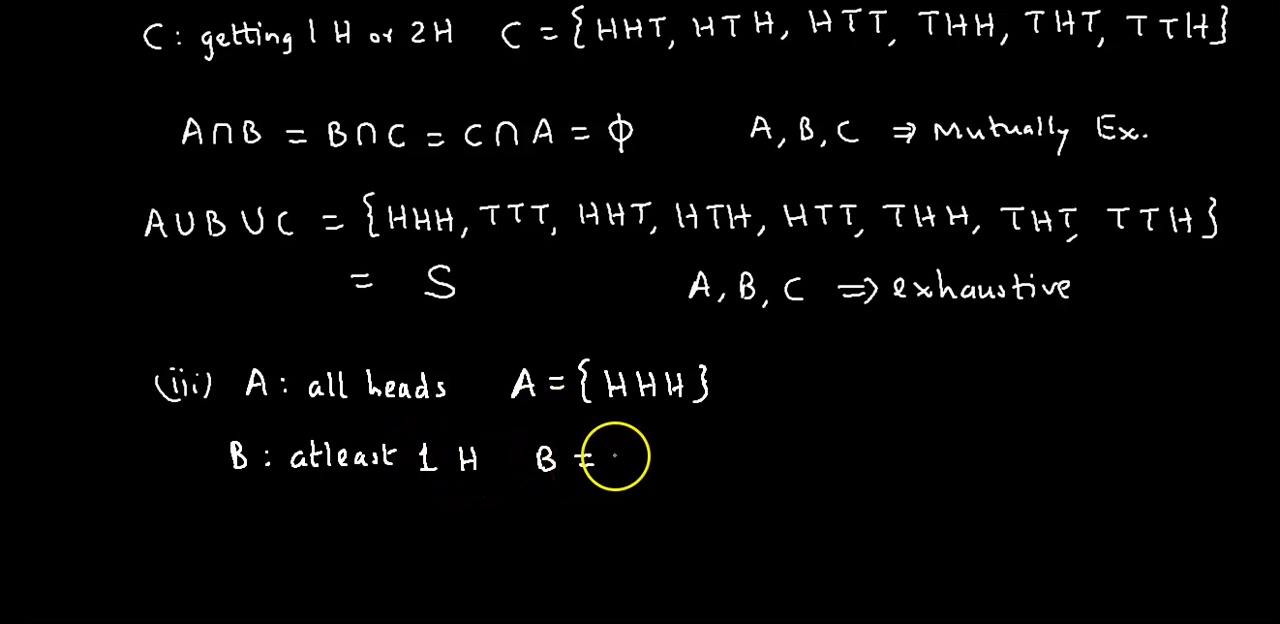 C : getting 1 H or 2H C = {HHT, HTH, HTT, THH, THT, TTH}
A∩B = B∩C = C∩A = ϕ A, B, C ⇒ Mutually Ex.
A∪B∪C = {HHH, TTT, HHT, HTH, HTT, THH, THT, TTH}
= S A, B, C ⇒ exhaustive
(iii) A : all heads A = {HHH}
B : atleast 1 H B =